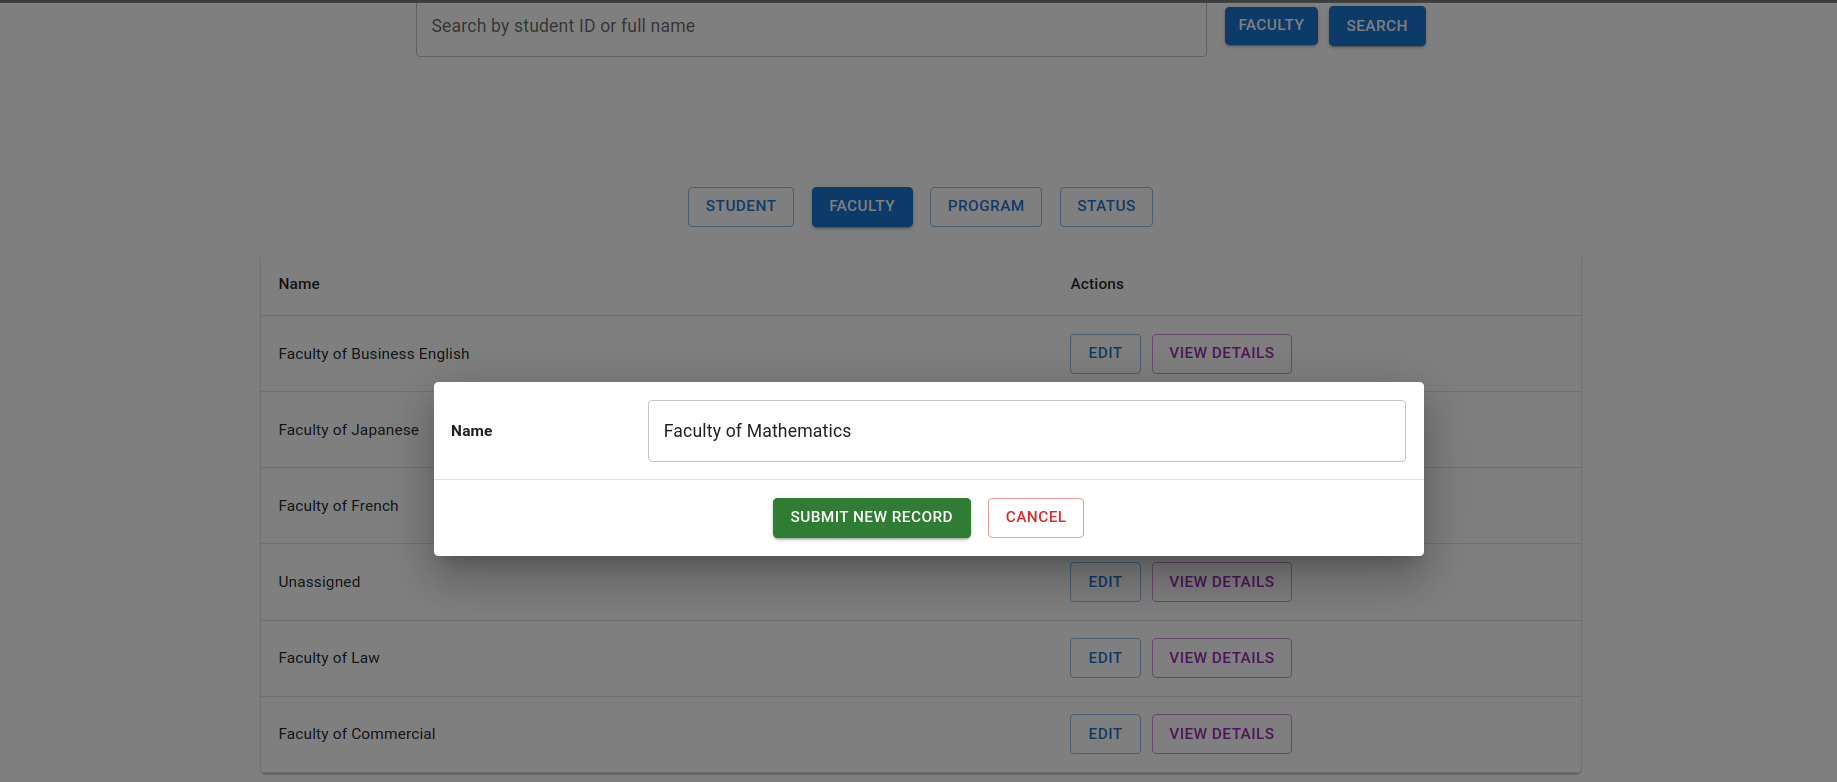 Search by student ID or full name FACULTY SEARCH
STUDENT FACULTY PROGRAM STATUS
Name Actions
Faculty of Business English EDIT VIEW DETAILS
Faculty of Japanese
Name Faculty of Mathematics
Faculty of French
SUBMIT NEW RECORD CANCEL
Unassigned EDIT VIEW DETAILS
Faculty of Law EDIT VIEW DETAILS
Faculty of Commercial EDIT VIEW DETAILS